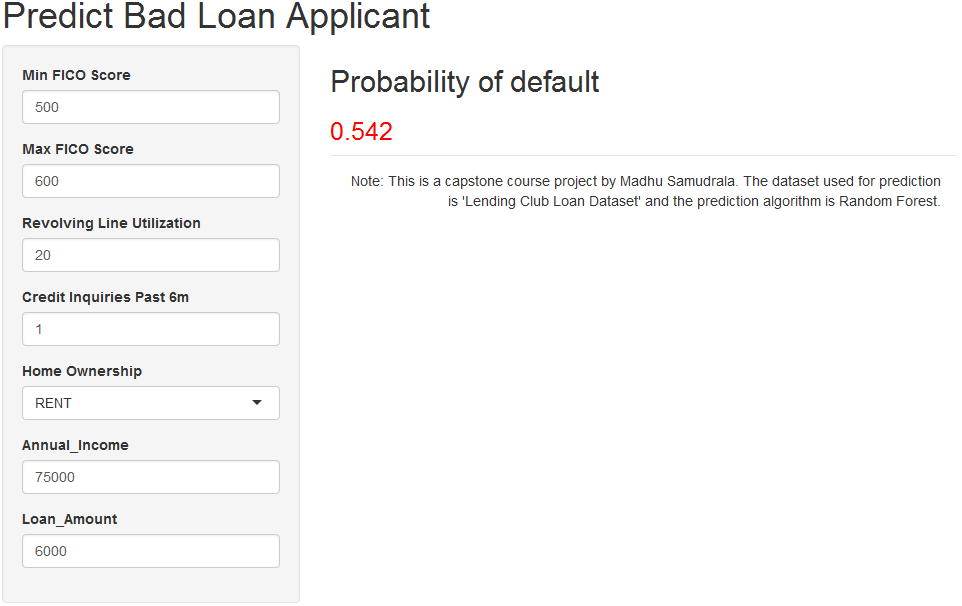 Predict Bad Loan Applicant
Min FICO Score
500
Max FICO Score
600
Revolving Line Utilization
20
Credit Inquiries Past 6m
1
Home Ownership
RENT
Annual_Income
75000
Loan_Amount
6000
Probability of default
0.542
Note: This is a capstone course project by Madhu Samudrala. The dataset used for prediction
is 'Lending Club Loan Dataset' and the prediction algorithm is Random Forest.